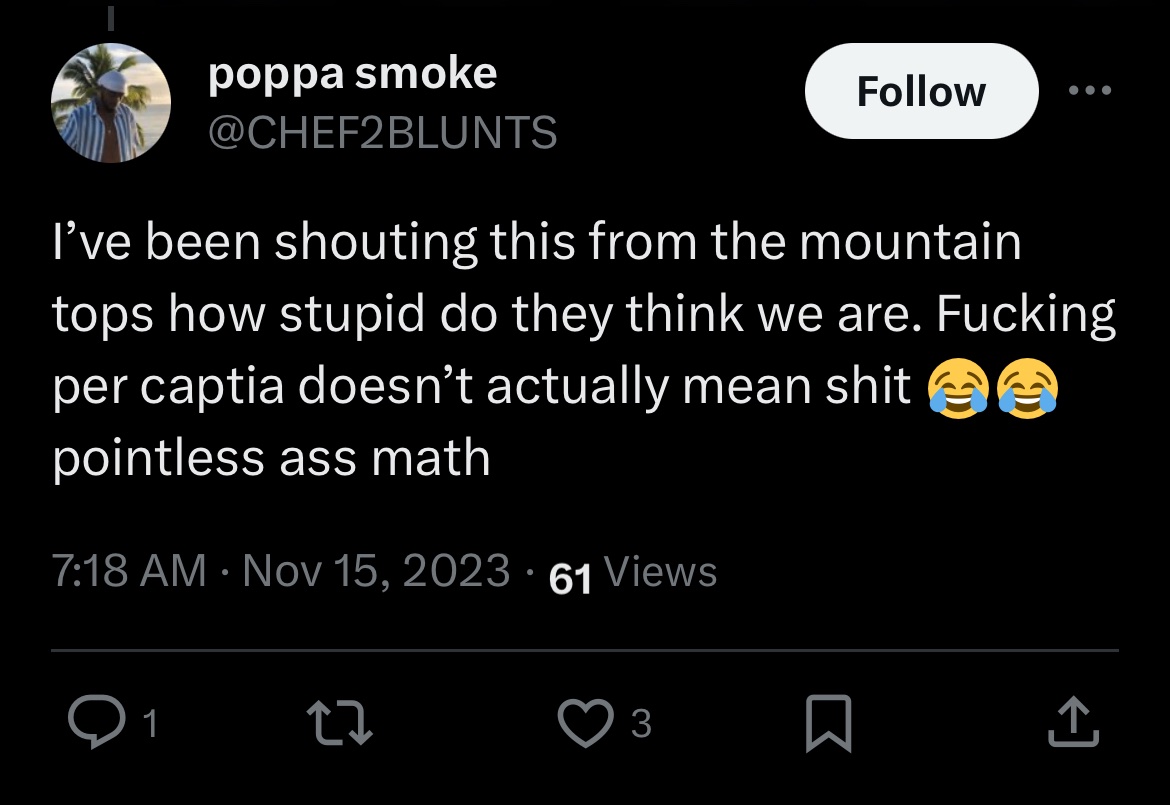 poppa smoke
@CHEF2BLUNTS
Follow
I’ve been shouting this from the mountain
tops how stupid do they think we are. Fucking
per captia doesn’t actually mean shit 😂😂
pointless ass math
7:18 AM · Nov 15, 2023 · 61 Views
1
3